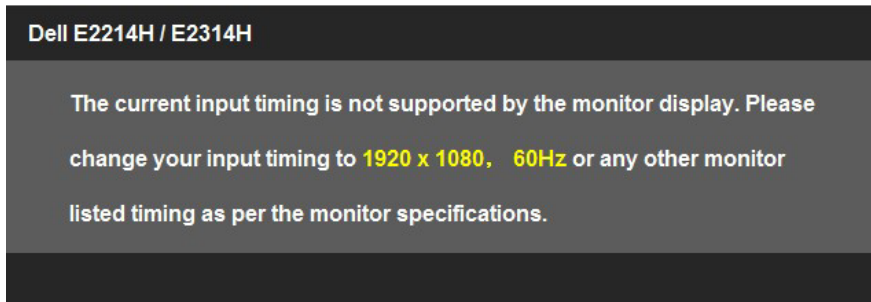 Dell E2214H / E2314H
The current input timing is not supported by the monitor display. Please
change your input timing to 1920 x 1080， 60Hz or any other monitor
listed timing as per the monitor specifications.